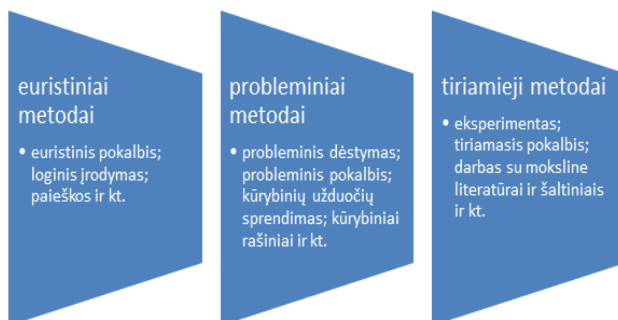 euristiniai
metodai
• euristinis pokalbis;
loginis įrodymas;
paieškos ir kt.
probleminiai
metodai
• probleminis dėstymas;
probleminis pokalbis;
kūrybinių užduočių
sprendimas; kūrybiniai
rašiniai ir kt.
tiriamieji metodai
• eksperimentas;
tiriamasis pokalbis;
darbas su moksline
literatūrai ir šaltiniais
ir kt.